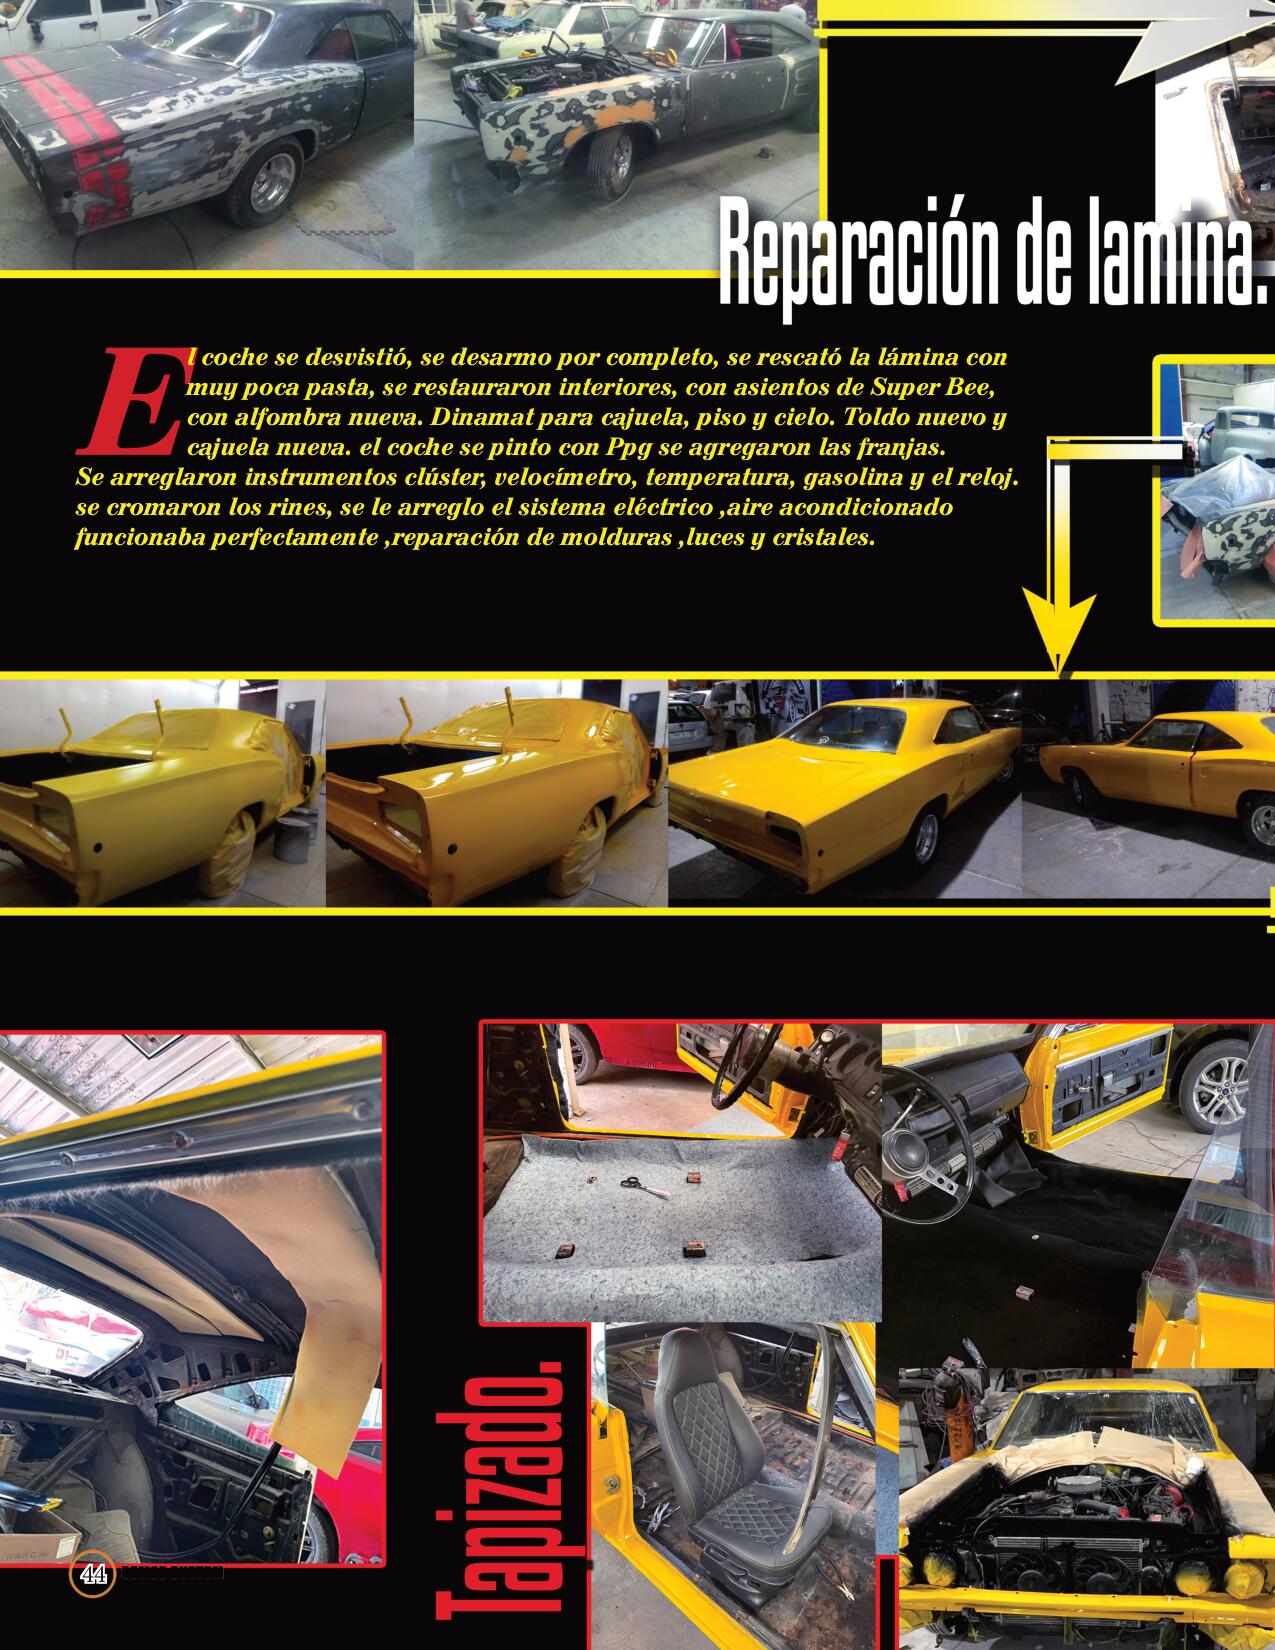 Reparación de lamina.
El coche se desvistió, se desarmo por completo, se rescató la lámina con
muy poca pasta, se restauraron interiores, con asientos de Super Bee,
con alfombra nueva. Dinamat para cajuela, piso y cielo. Toldo nuevo y
cajuela nueva. el coche se pinto con Ppg se agregaron las franjas.
Se arreglaron instrumentos clúster, velocímetro, temperatura, gasolina y el reloj.
se cromaron los rines, se le arreglo el sistema eléctrico ,aire acondicionado
funcionaba perfectamente ,reparación de molduras ,luces y cristales.
Tapizado.
44